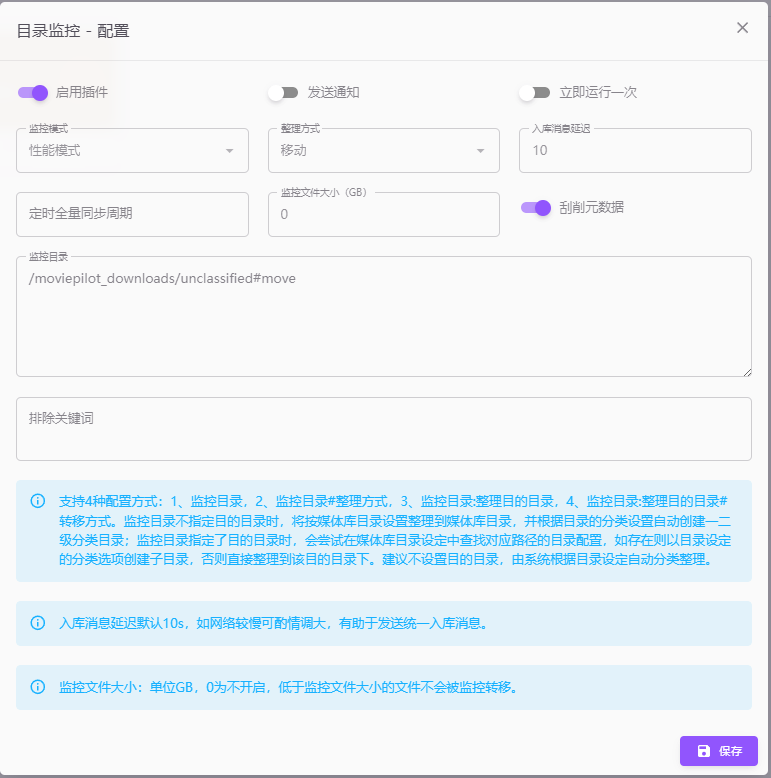 目录监控 - 配置
启用插件
发送通知
立即运行一次
监控模式
性能模式
整理方式
移动
入库消息延迟
10
定时全量同步周期
监控文件大小（GB）
0
刮削元数据
监控目录
/moviepilot_downloads/unclassified#move
排除关键词
支持4种配置方式：1、监控目录，2、监控目录#整理方式，3、监控目录:整理目的目录，4、监控目录:整理目的目录#
转移方式。监控目录不指定目的目录时，将按媒体库目录设置整理到媒体库目录，并根据目录的分类设置自动创建一二
级分类目录；监控目录指定了目的目录时，会尝试在媒体库目录设定中查找对应路径的目录配置，如存在则以目录设定
的分类选项创建子目录，否则直接整理到该目的目录下。建议不设置目的目录，由系统根据目录设定自动分类整理。
入库消息延迟默认10s，如网络较慢可酌情调大，有助于发送统一入库消息。
监控文件大小：单位GB，0为不开启，低于监控文件大小的文件不会被监控转移。
保存